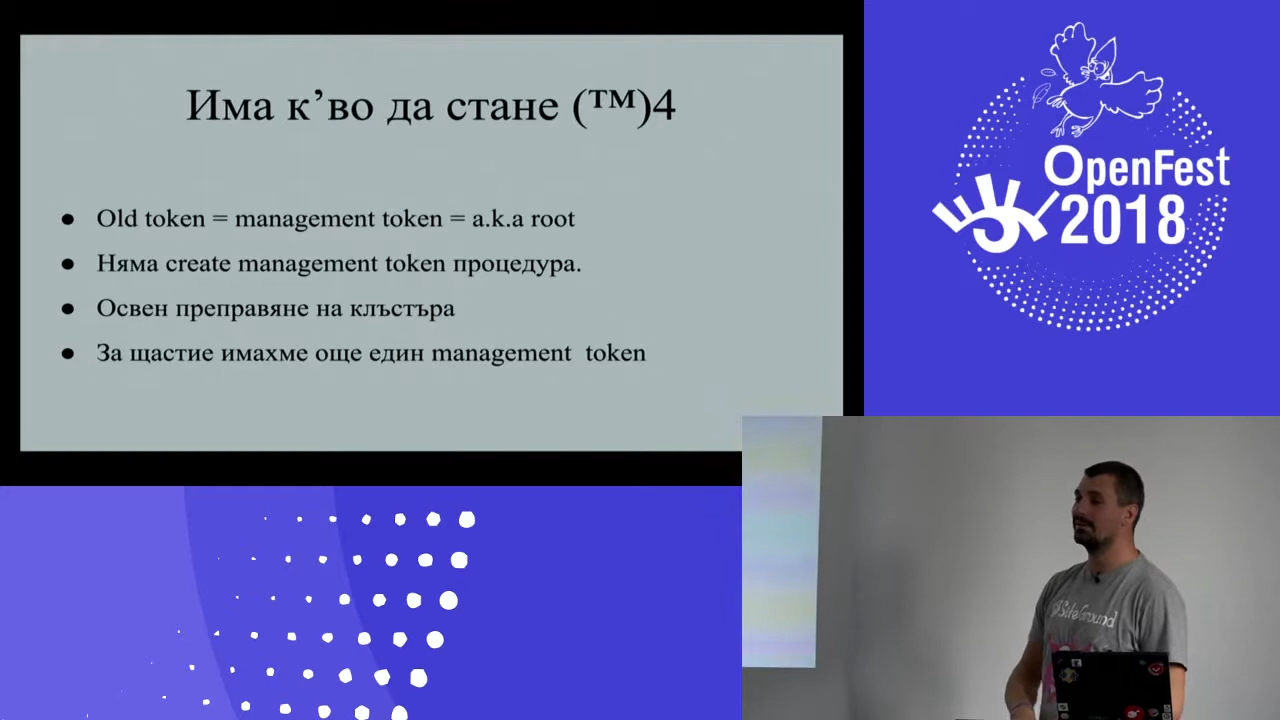 Има к’во да стане (™)4
● Old token = management token = a.k.a root
● Няма create management token процедура.
● Освен преправяне на клъстъра
● За щастие имахме още един management token
OpenFest
2018
SiteGround